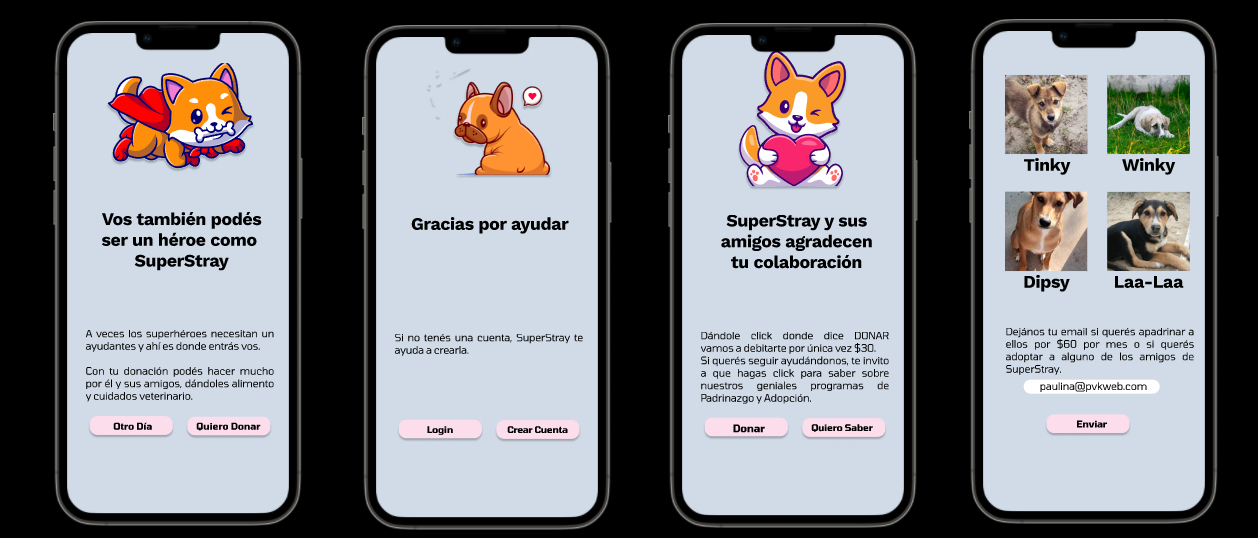 Vos también podés
ser un héroe como
SuperStray
A veces los superhéroes necesitan un
ayudantes y ahí es donde entrás vos.
Con tu donación podés hacer mucho
por él y sus amigos, dándoles alimento
y cuidados veterinario.
Otro Día
Quiero Donar
Gracias por ayudar
Si no tenés una cuenta, SuperStray te
ayuda a crearla.
Login
Crear Cuenta
SuperStray y sus
amigos agradecen
tu colaboración
Dándole click donde dice DONAR
vamos a debitarte por única vez $30.
Si querés seguir ayudándonos, te invito
a que hagas click para saber sobre
nuestros geniales programas de
Padrinazgo y Adopción.
Donar
Quiero Saber
Tinky
Winky
Dipsy
Laa-Laa
Dejános tu email si querés apadrinar a
ellos por $60 por mes o si querés
adoptar a alguno de los amigos de
SuperStray.
paulina@pvkweb.com
Enviar